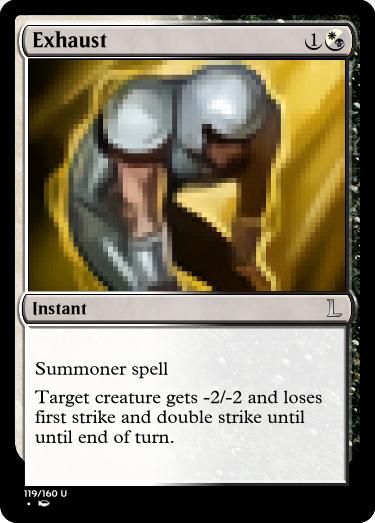 Exhaust 1
Instant L
Summoner spell
Target creature gets -2/-2 and loses
first strike and double strike until
until end of turn.
119/160 U